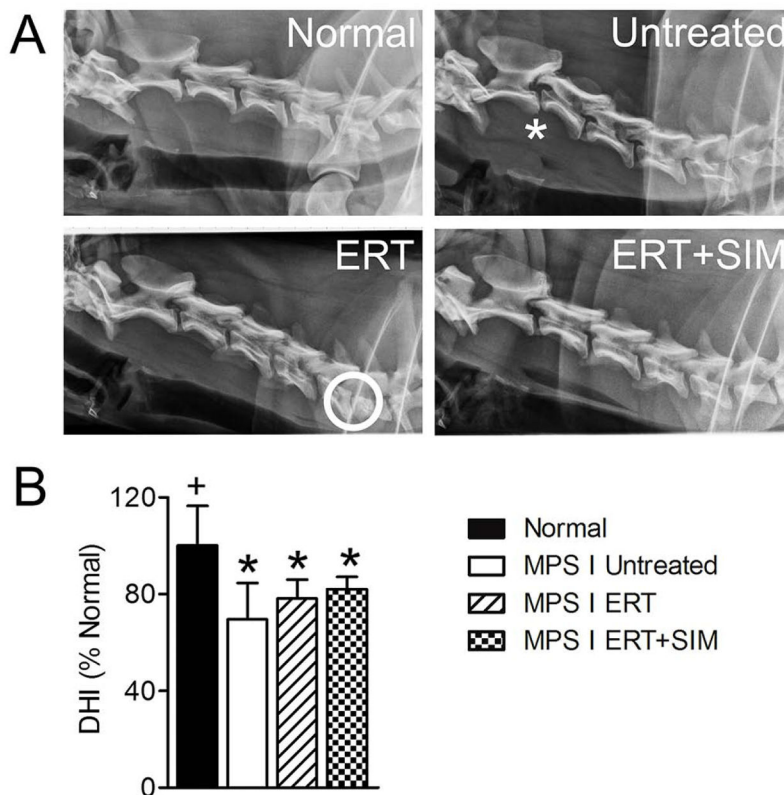 A
Normal
Untreated
*
ERT
ERT+SIM
B
DHI (% Normal)
120
80
40
0
+
*
*
*
Normal
MPS I Untreated
MPS I ERT
MPS I ERT+SIM